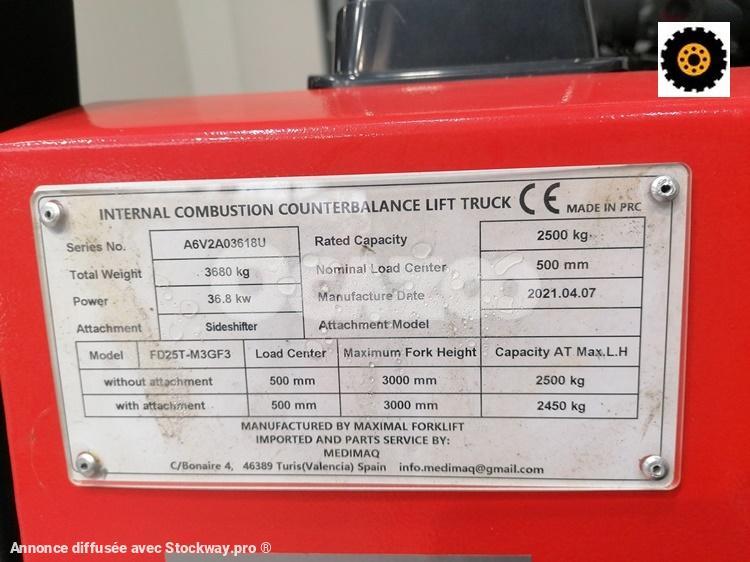 INTERNAL COMBUSTION COUNTERBALANCE LIFT TRUCK CE MADE IN PRC
Series No. A6V2A03618U Rated Capacity 2500 kg
Total Weight 3680 kg Nominal Load Center 500 mm
Power 36.8 kw Manufacture Date 2021.04.07
Attachment Sideshifter Attachment Model
Model FD25T-M3GF3 Load Center Maximum Fork Height Capacity AT Max.L.H
without attachment 500 mm 3000 mm 2500 kg
with attachment 500 mm 3000 mm 2450 kg
MANUFACTURED BY MAXIMAL FORKLIFT
IMPORTED AND PARTS SERVICE BY:
MEDIMAQ
C/Bonaire 4, 46389 Turis(Valencia) Spain info.medimaq@gmail.com
Annonce diffusée avec Stockway.pro ®